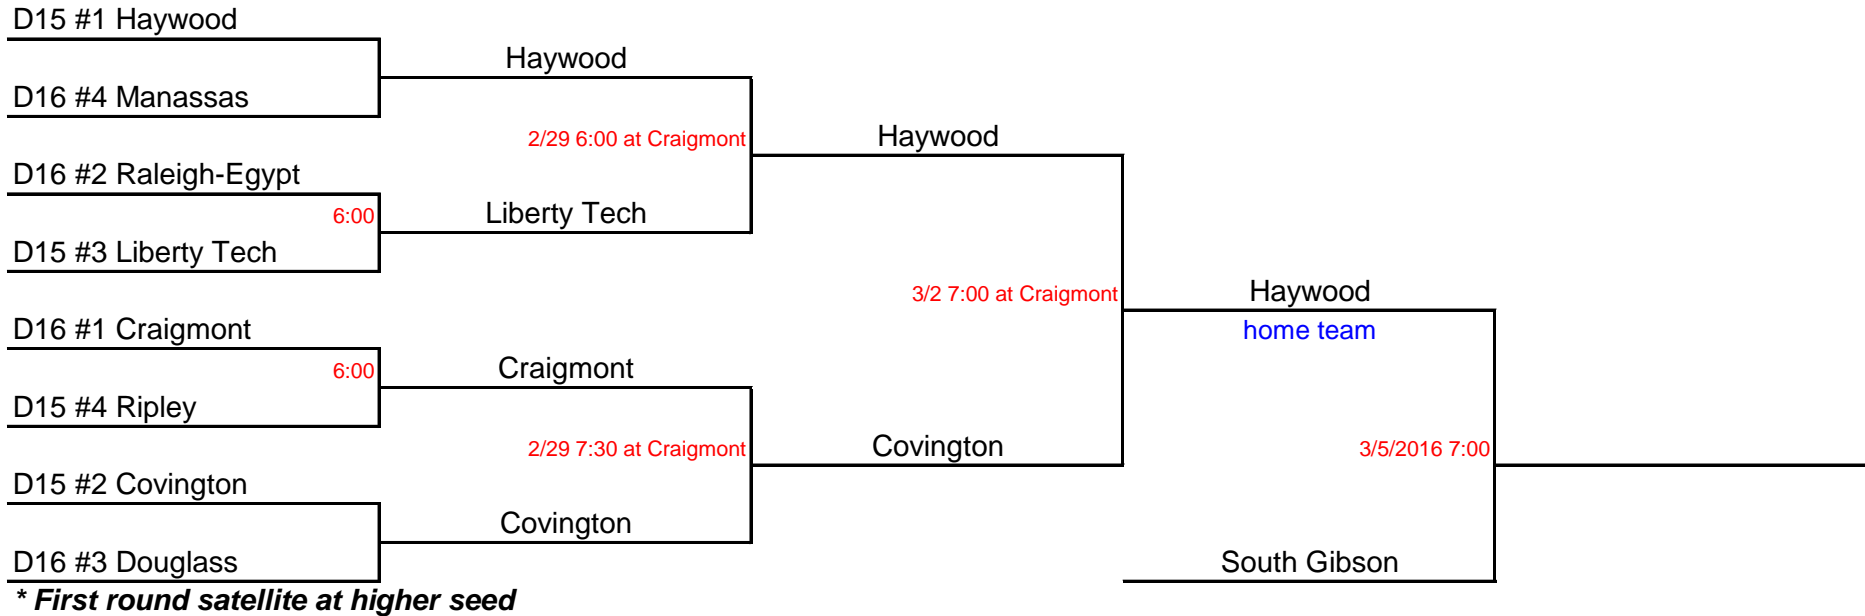 D15 #1 Haywood
Haywood
D16 #4 Manassas
2/29 6:00 at Craigmont
Haywood
D16 #2 Raleigh-Egypt
6:00
Liberty Tech
D15 #3 Liberty Tech
3/2 7:00 at Craigmont
Haywood
D16 #1 Craigmont
home team
6:00
Craigmont
D15 #4 Ripley
2/29 7:30 at Craigmont
Covington
3/5/2016 7:00
D15 #2 Covington
Covington
D16 #3 Douglass
South Gibson
* First round satellite at higher seed